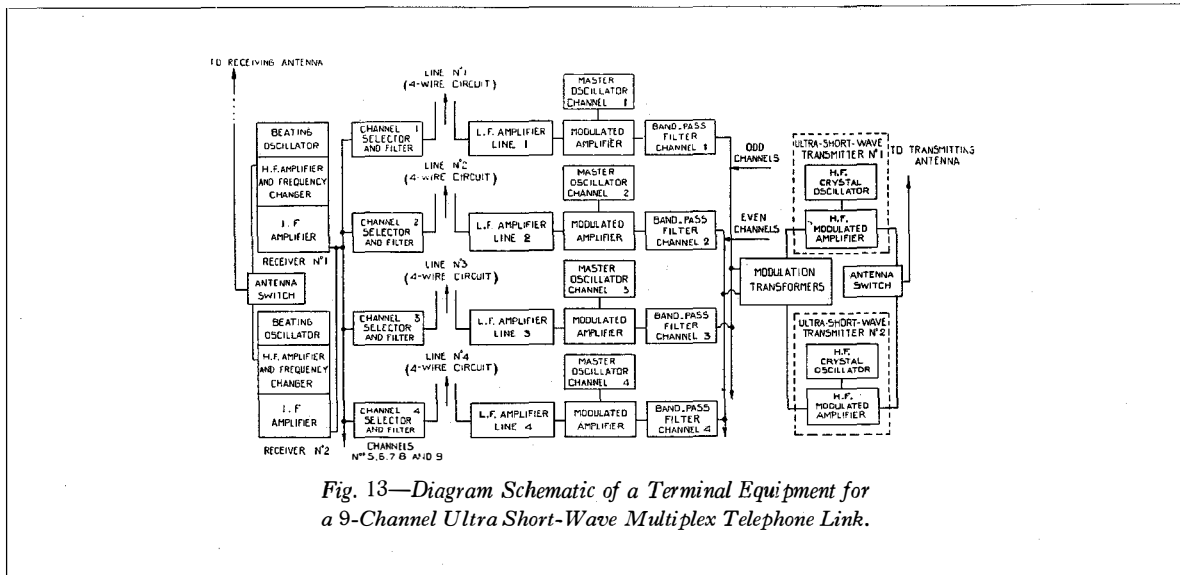 TO RECEIVING ANTENNA
BEATING
OSCILLATOR
H.F. AMPLIFIER
AND FREQUENCY
CHANGER
I.F
AMPLIFIER
RECEIVER N°1
ANTENNA
SWITCH
BEATING
OSCILLATOR
H.F. AMPLIFIER
AND FREQUENCY
CHANGER
I.F
AMPLIFIER
RECEIVER N°2
CHANNEL 1
SELECTOR
AND FILTER
LINE N°1
(4-WIRE CIRCUIT)
L.F. AMPLIFIER
LINE 1
MASTER
OSCILLATOR
CHANNEL 1
MODULATED
AMPLIFIER
BAND-PASS
FILTER
CHANNEL 1
CHANNEL 2
SELECTOR
AND FILTER
LINE N°2
(4-WIRE CIRCUIT)
L.F. AMPLIFIER
LINE 2
MASTER
OSCILLATOR
CHANNEL 2
MODULATED
AMPLIFIER
BAND-PASS
FILTER
CHANNEL 2
CHANNEL 3
SELECTOR
AND FILTER
LINE N°3
(4-WIRE CIRCUIT)
L.F. AMPLIFIER
LINE 3
MASTER
OSCILLATOR
CHANNEL 3
MODULATED
AMPLIFIER
BAND-PASS
FILTER
CHANNEL 3
CHANNEL 4
SELECTOR
AND FILTER
CHANNELS
Nos 5,6.7 8 AND 9
LINE N°4
(4-WIRE CIRCUIT)
L.F. AMPLIFIER
LINE 4
MASTER
OSCILLATOR
CHANNEL 4
MODULATED
AMPLIFIER
BAND-PASS
FILTER
CHANNEL 4
ODD
CHANNELS
EVEN
CHANNELS
MODULATION
TRANSFORMERS
ULTRA-SHORT-WAVE
TRANSMITTER N°1
H.F.
CRYSTAL
OSCILLATOR
H.F.
MODULATED
AMPLIFIER
TO TRANSMITTING
ANTENNA
ANTENNA
SWITCH
ULTRA-SHORT-WAVE
TRANSMITTER N°2
H.F.
CRYSTAL
OSCILLATOR
H.F.
MODULATED
AMPLIFIER
Fig. 13—Diagram Schematic of a Terminal Equipment for
a 9-Channel Ultra Short-Wave Multiplex Telephone Link.